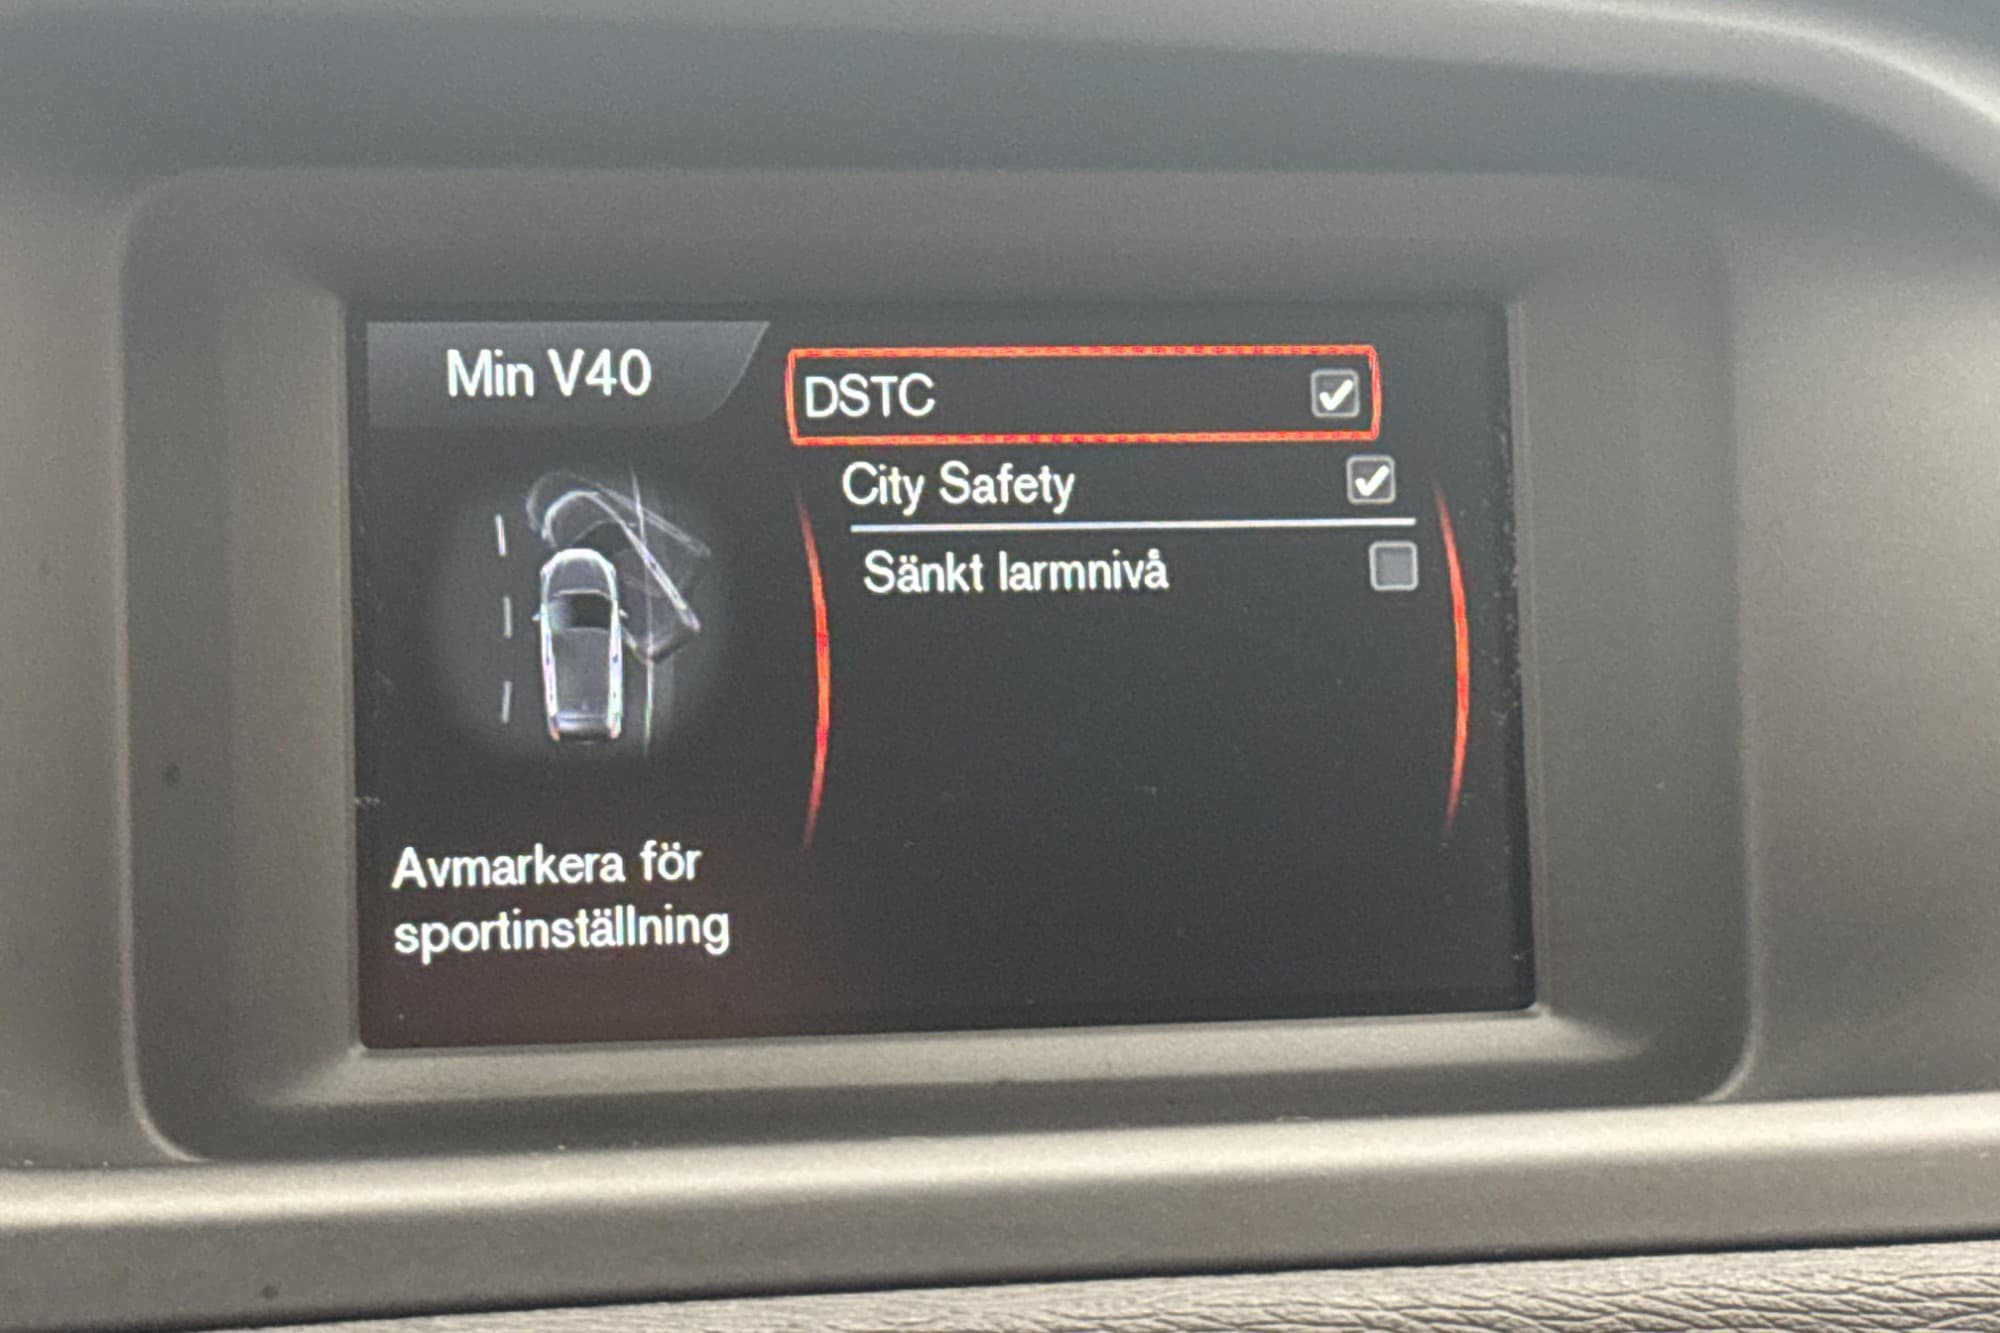 Min V40
DSTC
City Safety
Sänkt larmnivå
Avmarkera för
sportinställning